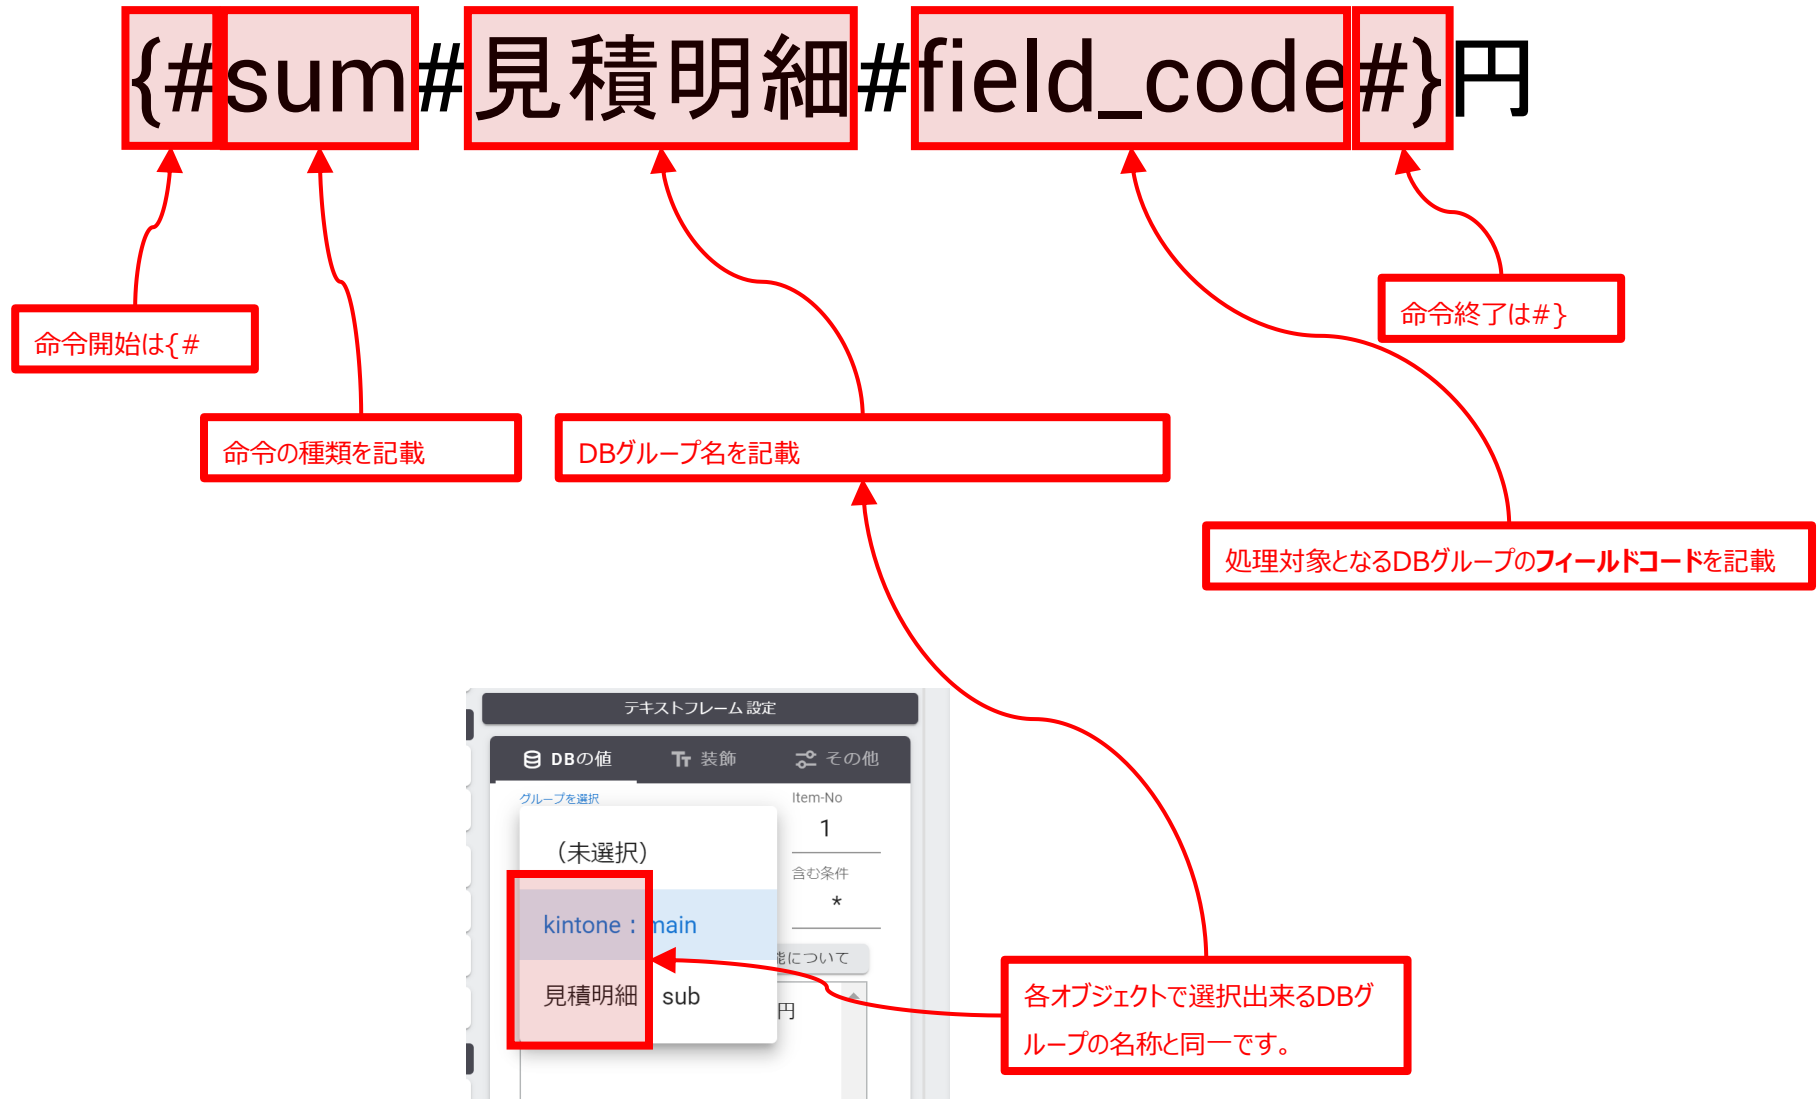 {#sum#見積明細#field_code#}円
命令開始は{#
命令終了は#}
命令の種類を記載
DBグループ名を記載
処理対象となるDBグループのフィールドコードを記載
テキストフレーム 設定
DBの値
装飾
その他
グループを選択
Item-No
1
（未選択）
含む条件
*
kintone : main
能について
見積明細 sub
円
各オブジェクトで選択出来るDBグ
ループの名称と同一です。